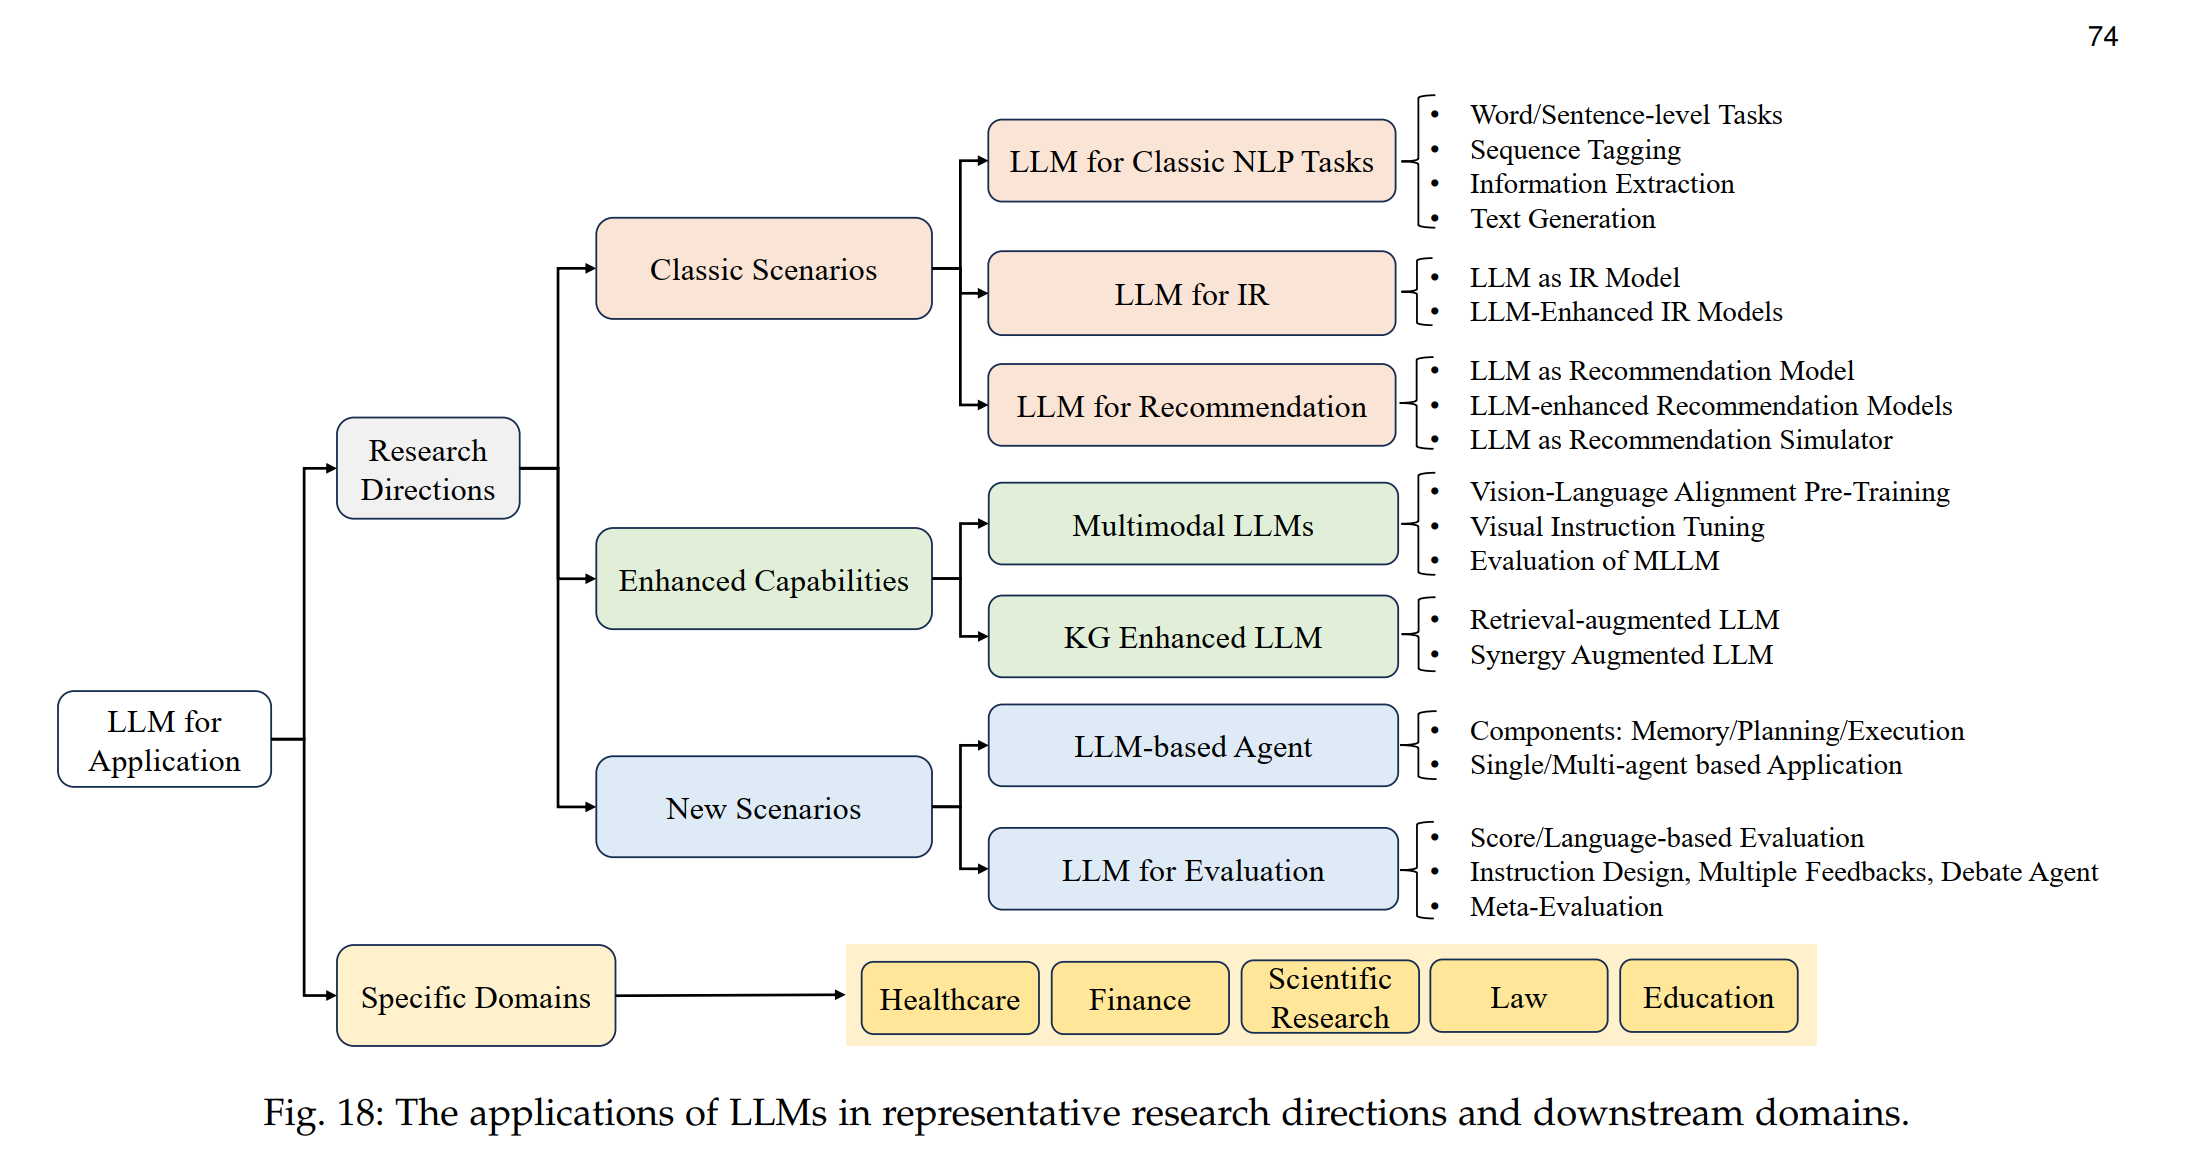 74
LLM for
Application
Research
Directions
Classic Scenarios
LLM for Classic NLP Tasks
• Word/Sentence-level Tasks
• Sequence Tagging
• Information Extraction
• Text Generation
LLM for IR
• LLM as IR Model
• LLM-Enhanced IR Models
LLM for Recommendation
• LLM as Recommendation Model
• LLM-enhanced Recommendation Models
• LLM as Recommendation Simulator
Enhanced Capabilities
Multimodal LLMs
• Vision-Language Alignment Pre-Training
• Visual Instruction Tuning
• Evaluation of MLLM
KG Enhanced LLM
• Retrieval-augmented LLM
• Synergy Augmented LLM
New Scenarios
LLM-based Agent
• Components: Memory/Planning/Execution
• Single/Multi-agent based Application
LLM for Evaluation
• Score/Language-based Evaluation
• Instruction Design, Multiple Feedbacks, Debate Agent
• Meta-Evaluation
Specific Domains
Healthcare
Finance
Scientific
Research
Law
Education
Fig. 18: The applications of LLMs in representative research directions and downstream domains.